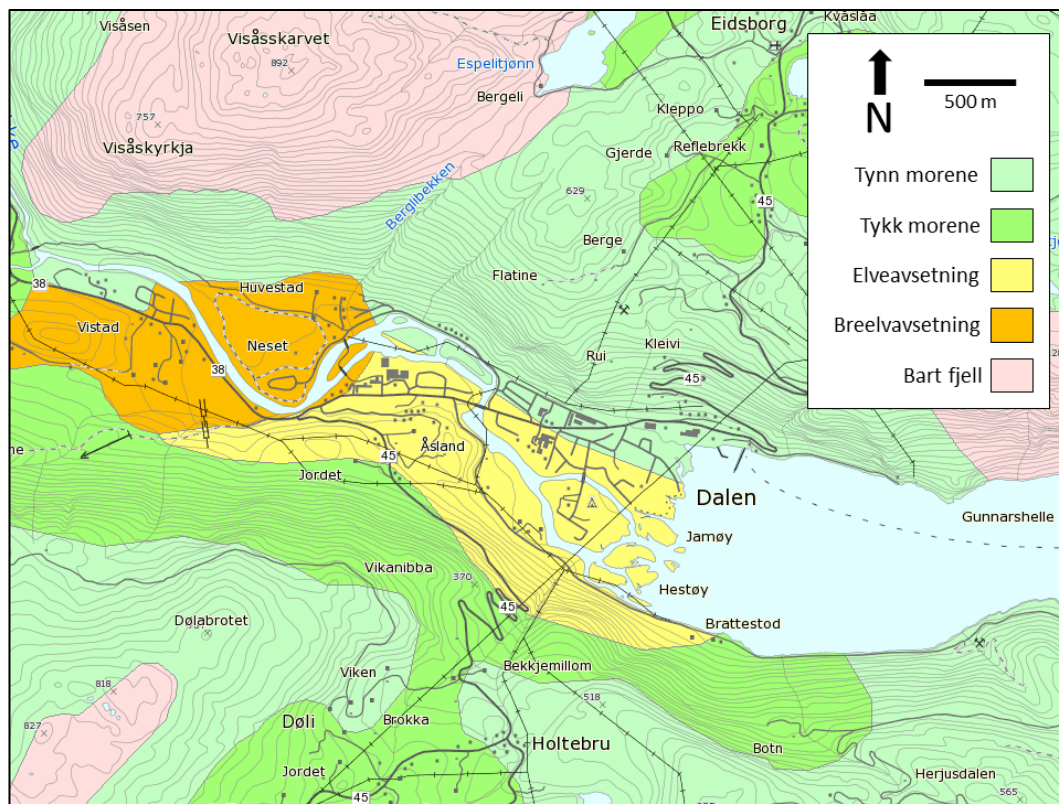 Visåsen
Visåsskarvet
892
Espelitjønn
Eidsborg
Kvåslåa
Bergeli
757
Visåskyrkja
Kleppo
Gjerde
Reflebrekk
Berglibekken
629
45
Berge
Flatine
38
Huvestad
Vistad
Neset
38
Rui
Kleivi
45
Åsland
45
Jordet
Dalen
Gunnarshelle
Jamøy
Vikanibba
370
Hestøy
45
Dølabrotet
Brattestod
Viken
Bekkjemillom
818
518
827
Døli
Brokka
Holtebru
Botn
Jordet
Herjusdalen
45
565
N
500 m
Tynn morene
Tykk morene
Elveavsetning
Breelvavsetning
Bart fjell